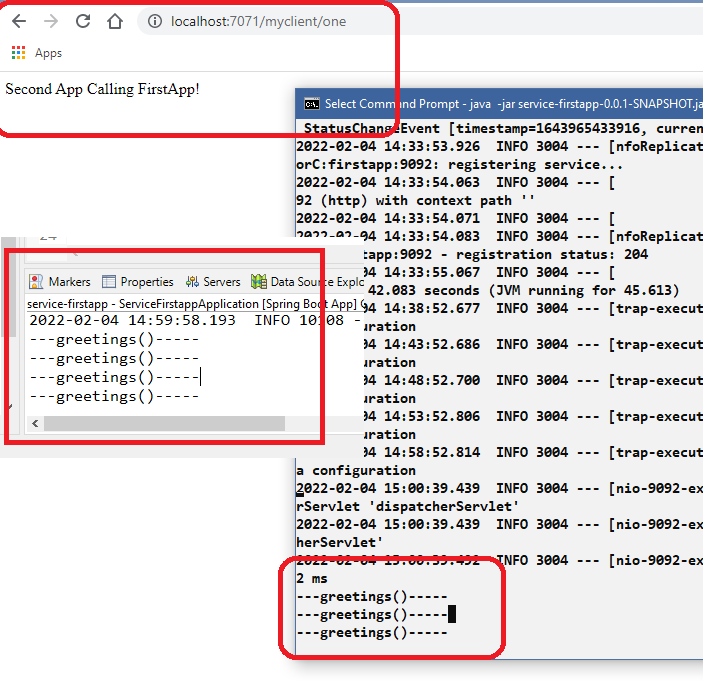 localhost:7071/myclient/one
Apps
Second App Calling FirstApp!
Select Command Prompt - java -jar service-firstapp-0.0.1-SNAPSHOT.ja
StatusChangeEvent [timestamp=1643965433916, curren
2022-02-04 14:33:53.926 INFO 3004 --- [nfoReplicat
orC:firstapp:9092: registering service...
2022-02-04 14:33:54.063 INFO 3004 --- [
92 (http) with context path ''
2022-02-04 14:33:54.071 INFO 3004 --- [
2022-02-04 14:33:54.083 INFO 3004 --- [nfoReplicat
tapp:9092 - registration status: 204
04 14:33:55.067 INFO 3004 --- [
42.083 seconds (JVM running for 45.613)
04 14:38:52.677 INFO 3004 --- [trap-execut
uration
04 14:43:52.686 INFO 3004 --- [trap-execut
uration
04 14:48:52.700 INFO 3004 --- [trap-execut
uration
04 14:53:52.806 INFO 3004 --- [trap-execut
uration
04 14:58:52.814 INFO 3004 --- [trap-execut
a configuration
2022-02-04 15:00:39.439 INFO 3004 --- [nio-9092-ex
rServlet 'dispatcherServlet'
2022-02-04 15:00:39.439 INFO 3004 --- [nio-9092-ex
herServlet'
2022-02-04 15:00:39.492 INFO 3004 --- [nio-9092-ex
2 ms
---greetings()-----
---greetings()-----
---greetings()-----
24
Markers Properties Servers Data Source Explo
service-firstapp - ServiceFirstappApplication [Spring Boot App] C
2022-02-04 14:59:58.193 INFO 10108 -
---greetings()-----
---greetings()-----
---greetings()-----
---greetings()-----